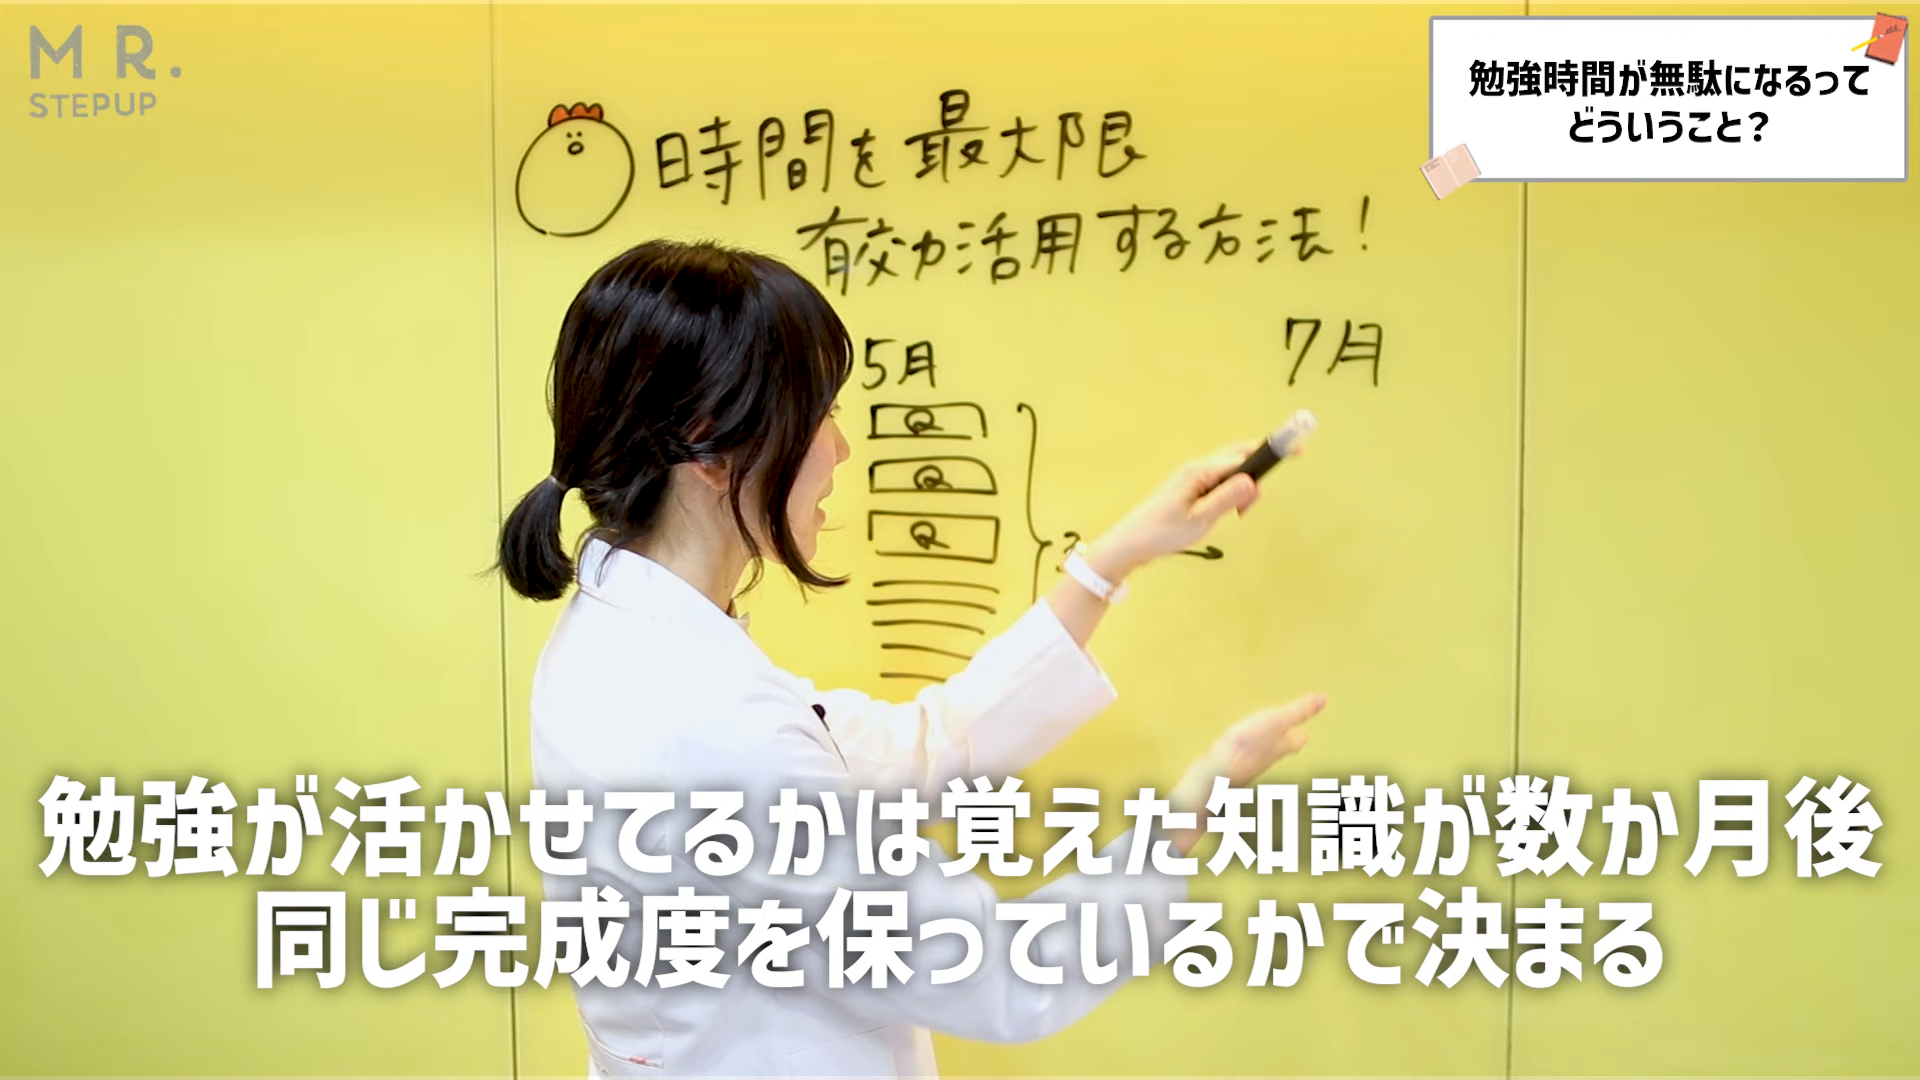 MR.
STEPUP
勉強時間が無駄になるって
どういうこと？
時間を最大限
有効活用する方法！
5月
7月
Q
Q
Q
勉強が活かせてるかは覚えた知識が数か月後
同じ完成度を保っているかで決まる